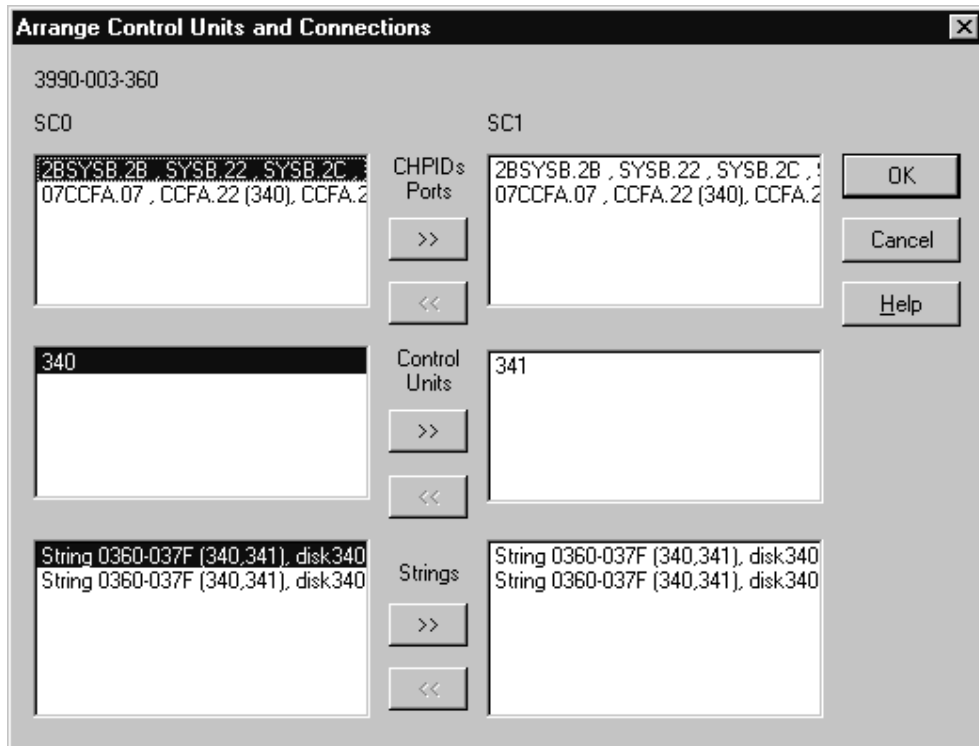 Arrange Control Units and Connections
3990-003-360
SC0
SC1
2BSYSB.2B , SYSB.22 , SYSB.2C ,
07CCFA.07 , CCFA.22 (340), CCFA.2
CHPIDs
Ports
>>
<<
2BSYSB.2B , SYSB.22 , SYSB.2C ,
07CCFA.07 , CCFA.22 (340), CCFA.2
OK
Cancel
Help
340
Control
Units
>>
<<
341
String 0360-037F (340,341), disk340
String 0360-037F (340,341), disk340
Strings
>>
<<
String 0360-037F (340,341), disk340
String 0360-037F (340,341), disk340